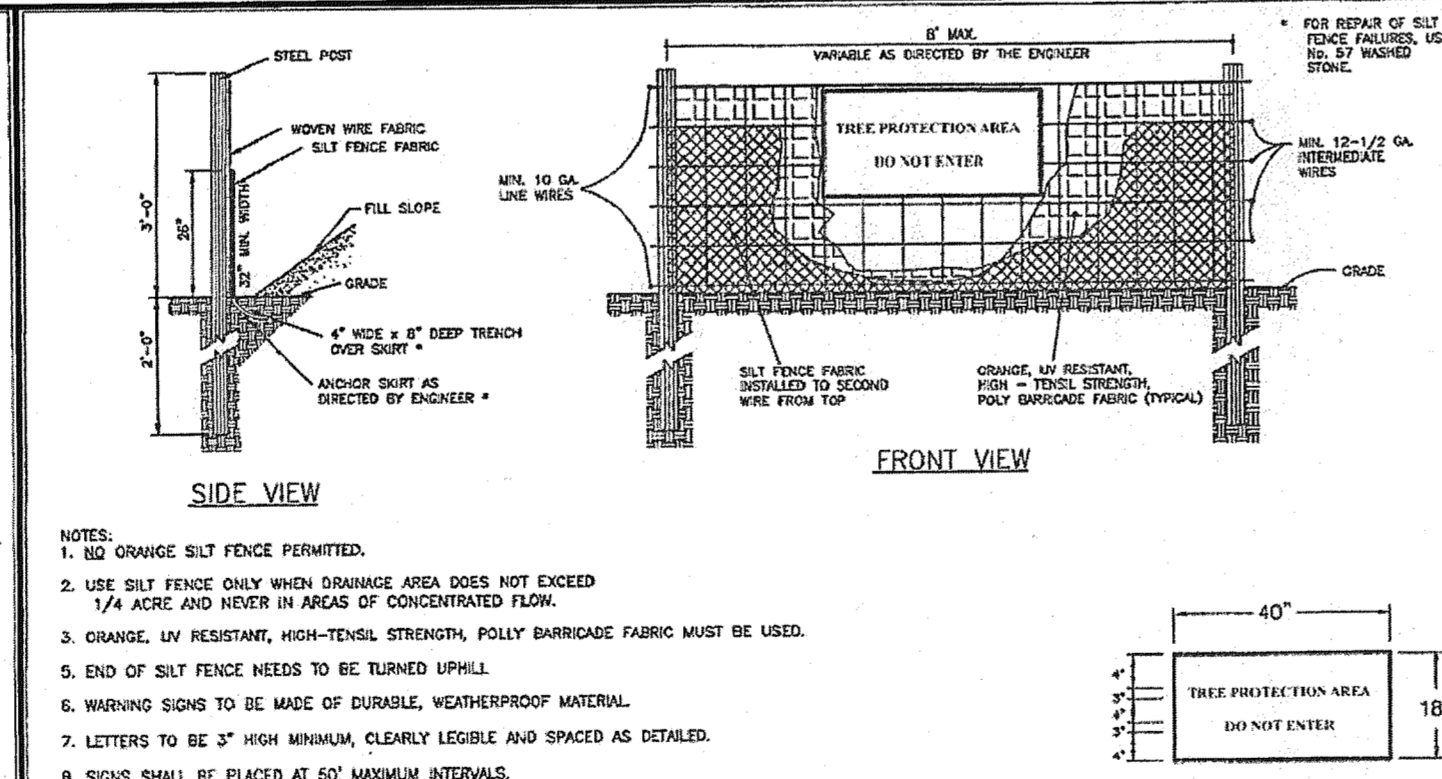 STEEL POST
WOVEN WIRE FABRIC
SILT FENCE FABRIC
3'-0"
26"
32" MIN. WIDTH
FILL SLOPE
GRADE
2'-0"
4" WIDE x 8" DEEP TRENCH
OVER SKIRT *
ANCHOR SKIRT AS
DIRECTED BY ENGINEER *
SIDE VIEW
8' MAX.
VARIABLE AS DIRECTED BY THE ENGINEER
* FOR REPAIR OF SILT
FENCE FAILURES, US
No. 57 WASHED
STONE.
TREE PROTECTION AREA
DO NOT ENTER
MIN. 10 GA.
LINE WIRES
MIN. 12-1/2 GA.
INTERMEDIATE
WIRES
GRADE
SILT FENCE FABRIC
INSTALLED TO SECOND
WIRE FROM TOP
ORANGE, UV RESISTANT,
HIGH - TENSIL STRENGTH,
POLY BARRICADE FABRIC (TYPICAL)
FRONT VIEW
NOTES:
1. NO ORANGE SILT FENCE PERMITTED.
2. USE SILT FENCE ONLY WHEN DRAINAGE AREA DOES NOT EXCEED
1/4 ACRE AND NEVER IN AREAS OF CONCENTRATED FLOW.
3. ORANGE, UV RESISTANT, HIGH-TENSIL STRENGTH, POLLY BARRICADE FABRIC MUST BE USED.
5. END OF SILT FENCE NEEDS TO BE TURNED UPHILL
6. WARNING SIGNS TO BE MADE OF DURABLE, WEATHERPROOF MATERIAL
7. LETTERS TO BE 3" HIGH MINIMUM, CLEARLY LEGIBLE AND SPACED AS DETAILED.
8. SIGNS SHALL BE PLACED AT 50' MAXIMUM INTERVALS.
40"
4"
3"
4"
3"
4"
TREE PROTECTION AREA
DO NOT ENTER
18